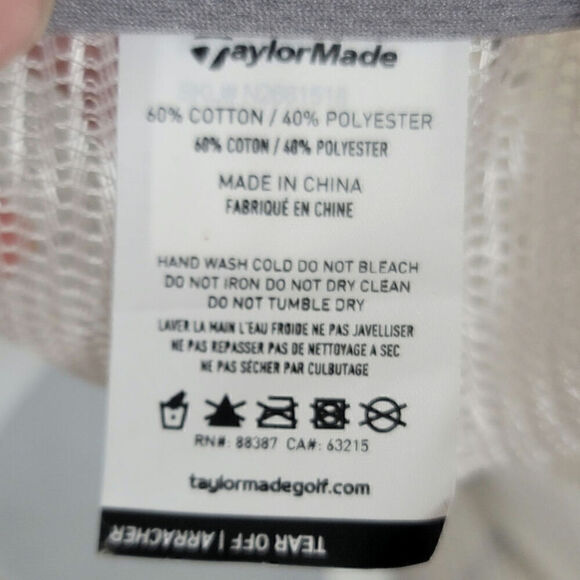 TaylorMade
60% COTTON / 40% POLYESTER
60% COTON / 40% POLYESTER
MADE IN CHINA
FABRIQUÉ EN CHINE
HAND WASH COLD DO NOT BLEACH
DO NOT IRON DO NOT DRY CLEAN
DO NOT TUMBLE DRY
LAVER LA MAIN L'EAU FROIDE NE PAS JAVELLISER
NE PAS REPASSER PAS DE NETTOYAGE A SEC
NE PAS SÉCHER PAR CULBUTAGE
RN#: 88387 CA#: 63215
taylormadegolf.com
TEAR OFF | ARRACHER